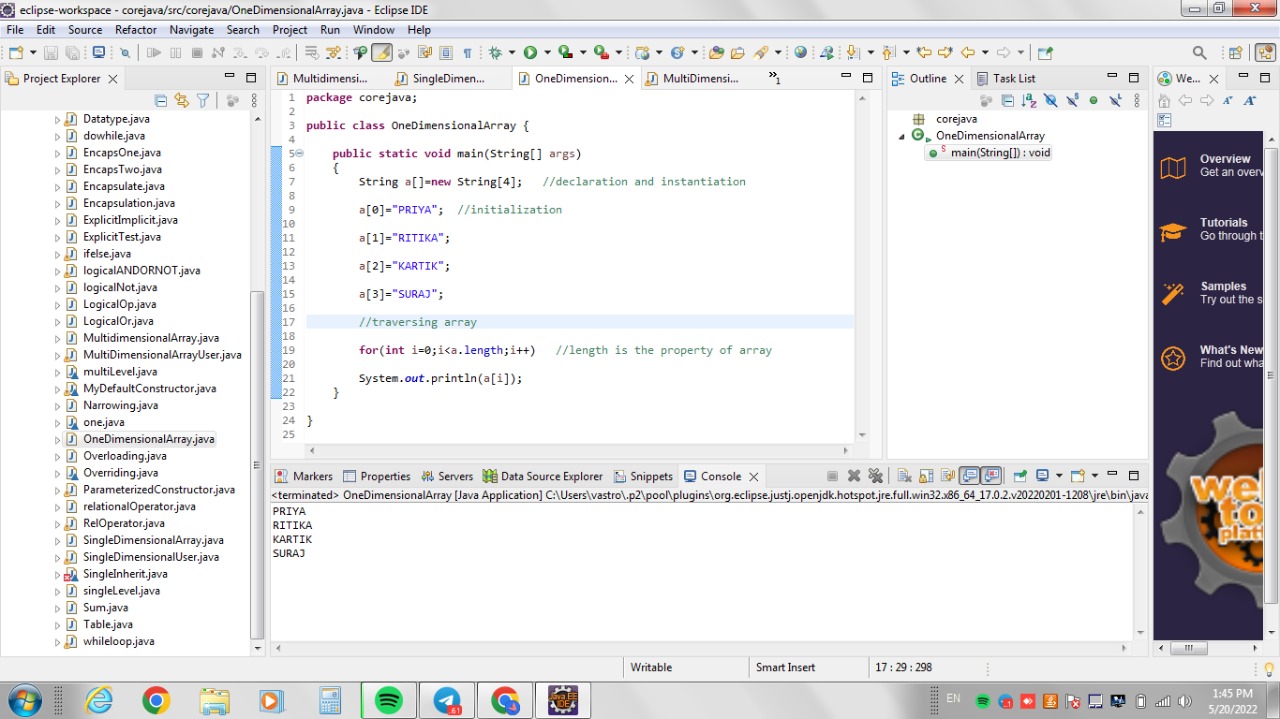 eclipse-workspace - corejava/src/corejava/OneDimensionalArray.java - Eclipse IDE
File Edit Source Refactor Navigate Search Project Run Window Help
Project Explorer
Datatype.java
dowhile.java
EncapsOne.java
EncapsTwo.java
Encapsulate.java
Encapsulation.java
ExplicitImplicit.java
ExplicitTest.java
ifelse.java
logicalANDORNOT.java
logicalNot.java
LogicalOp.java
LogicalOr.java
MultidimensionalArray.java
MultiDimensionalArrayUser.java
multiLevel.java
MyDefaultConstructor.java
Narrowing.java
one.java
OneDimensionalArray.java
Overloading.java
Overriding.java
ParameterizedConstructor.java
relationalOperator.java
RelOperator.java
SingleDimensionalArray.java
SingleDimensionalUser.java
SingleInherit.java
singleLevel.java
Sum.java
Table.java
whileloop.java
Multidimensi... SingleDimen... OneDimension... MultiDimensi... »1
1 package corejava;
2
3 public class OneDimensionalArray {
4
5 public static void main(String[] args)
6 {
7 String a[]=new String[4]; //declaration and instantiation
8
9 a[0]="PRIYA"; //initialization
10
11 a[1]="RITIKA";
12
13 a[2]="KARTIK";
14
15 a[3]="SURAJ";
16
17 //traversing array
18
19 for(int i=0;i<a.length;i++) //length is the property of array
20
21 System.out.println(a[i]);
22 }
23
24 }
25
Outline Task List
corejava
OneDimensionalArray
main(String[]) : void
We...
Overview
Get an overv
Tutorials
Go through t
Samples
Try out the s
What's New
Find out wha
Markers Properties Servers Data Source Explorer Snippets Console
<terminated> OneDimensionalArray [Java Application] C:\Users\vastro\.p2\pool\plugins\org.eclipse.justj.openjdk.hotspot.jre.full.win32.x86_64_17.0.2.v20220201-1208\jre\bin\java
PRIYA
RITIKA
KARTIK
SURAJ
Writable Smart Insert 17 : 29 : 298
61
Java EE
IDE
EN
1:45 PM
5/20/2022